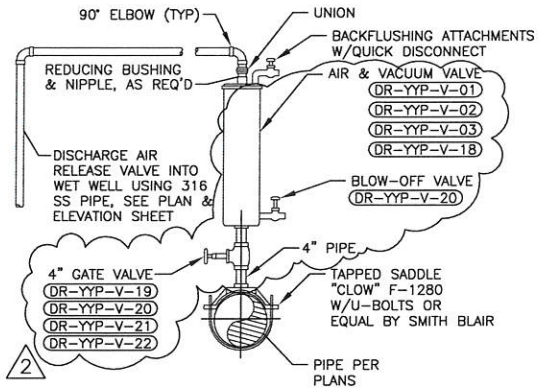 90° ELBOW (TYP)
UNION
BACKFLUSHING ATTACHMENTS
W/QUICK DISCONNECT
REDUCING BUSHING
& NIPPLE, AS REQ'D
AIR & VACUUM VALVE
DR-YYP-V-01
DR-YYP-V-02
DR-YYP-V-03
DR-YYP-V-18
DISCHARGE AIR
RELEASE VALVE INTO
WET WELL USING 316
SS PIPE, SEE PLAN &
ELEVATION SHEET
BLOW-OFF VALVE
DR-YYP-V-20
4" GATE VALVE
DR-YYP-V-19
DR-YYP-V-20
DR-YYP-V-21
DR-YYP-V-22
4" PIPE
TAPPED SADDLE
"CLOW" F-1280
W/U-BOLTS OR
EQUAL BY SMITH BLAIR
PIPE PER
PLANS
2